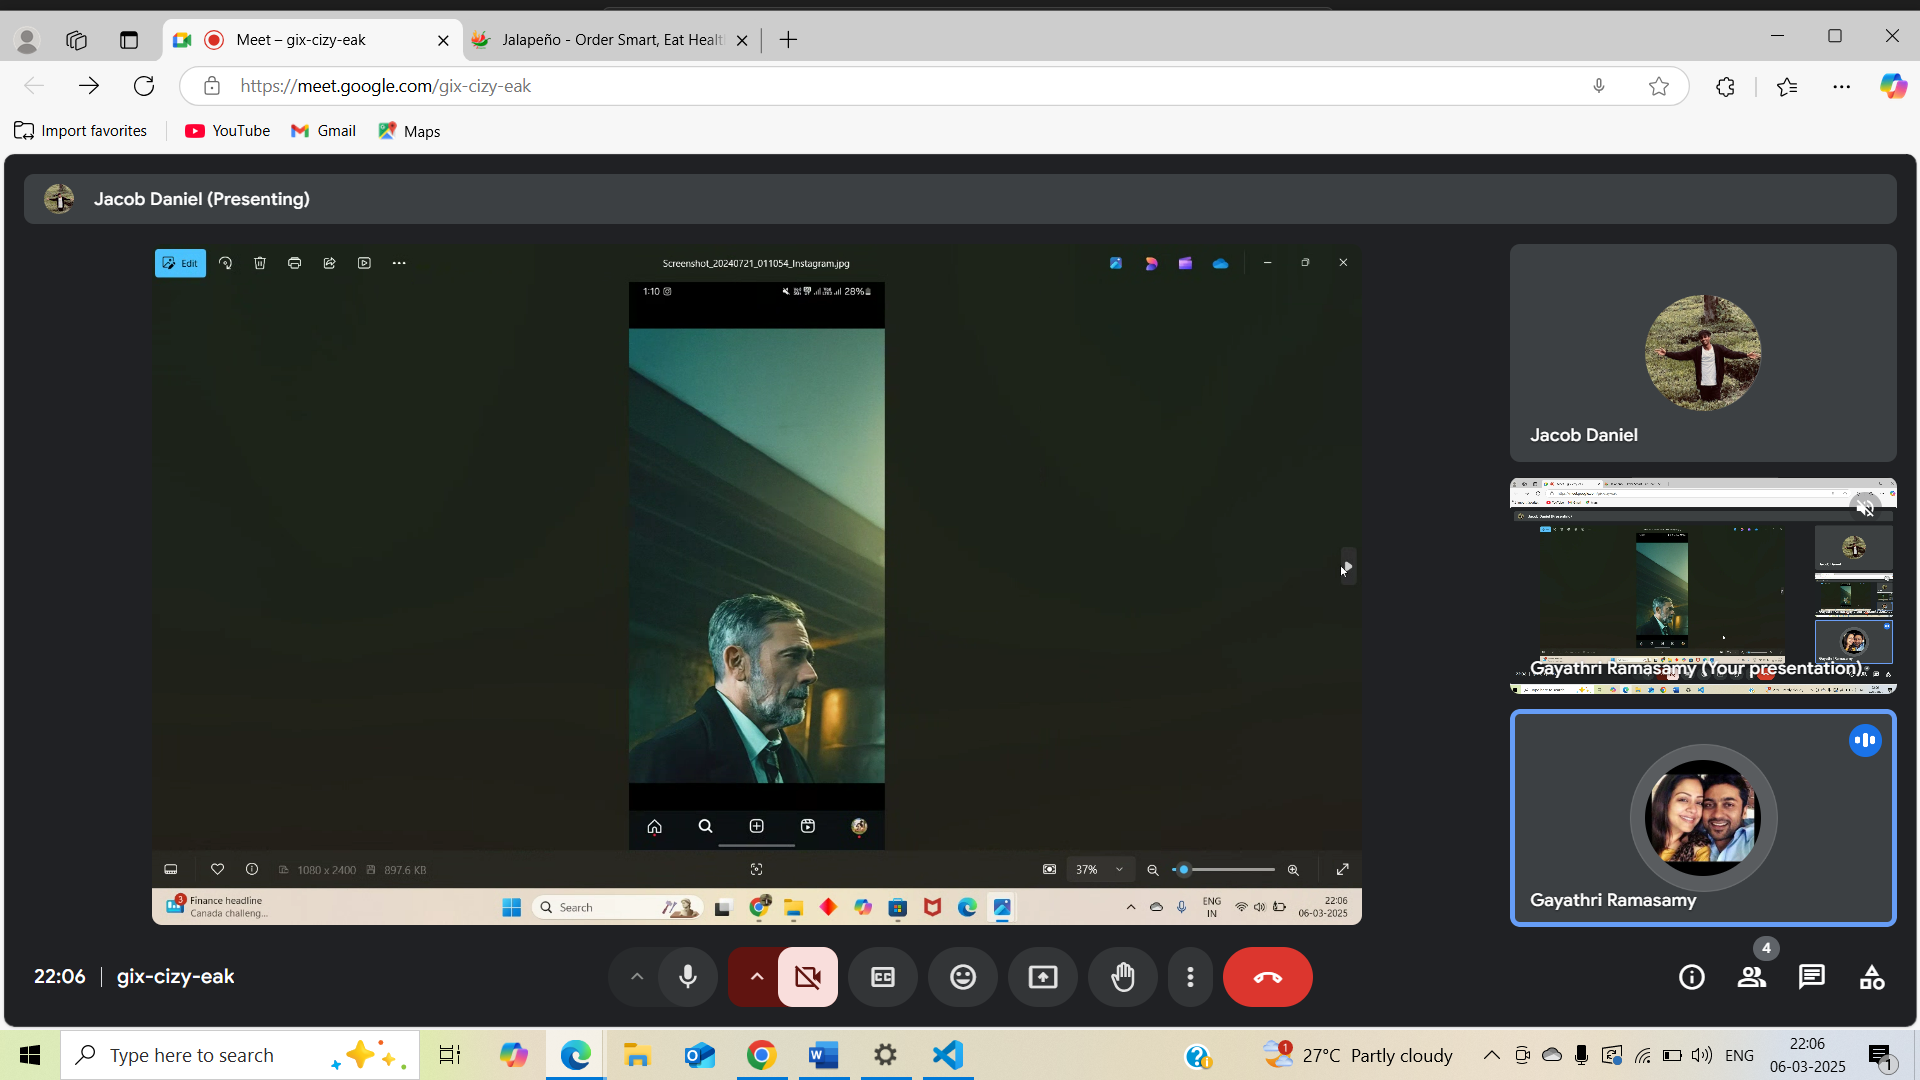 Meet – gix-cizy-eak
Jalapeño - Order Smart, Eat Healt
https://meet.google.com/gix-cizy-eak
Import favorites
YouTube
Gmail
Maps
Jacob Daniel (Presenting)
Edit
Screenshot_20240721_011054_Instagram.jpg
1:10
28%
Jacob Daniel
Gayathri Ramasamy (Your presentation)
Gayathri Ramasamy
1080 x 2400
897.6 KB
37%
3
Finance headline
Canada challeng...
Search
ENG
IN
22:06
06-03-2025
22:06
gix-cizy-eak
4
Type here to search
1
27°C Partly cloudy
ENG
22:06
06-03-2025
1